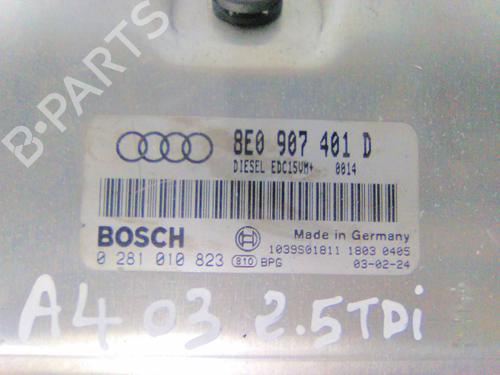 B-PARTS
8E0 907 401 D
DIESEL EDC15VM+ 0014
BOSCH
Made in Germany
1039S01811 1803 0405
0 281 010 823 810 BPG 03-02-24
A4 03 2.5TDi